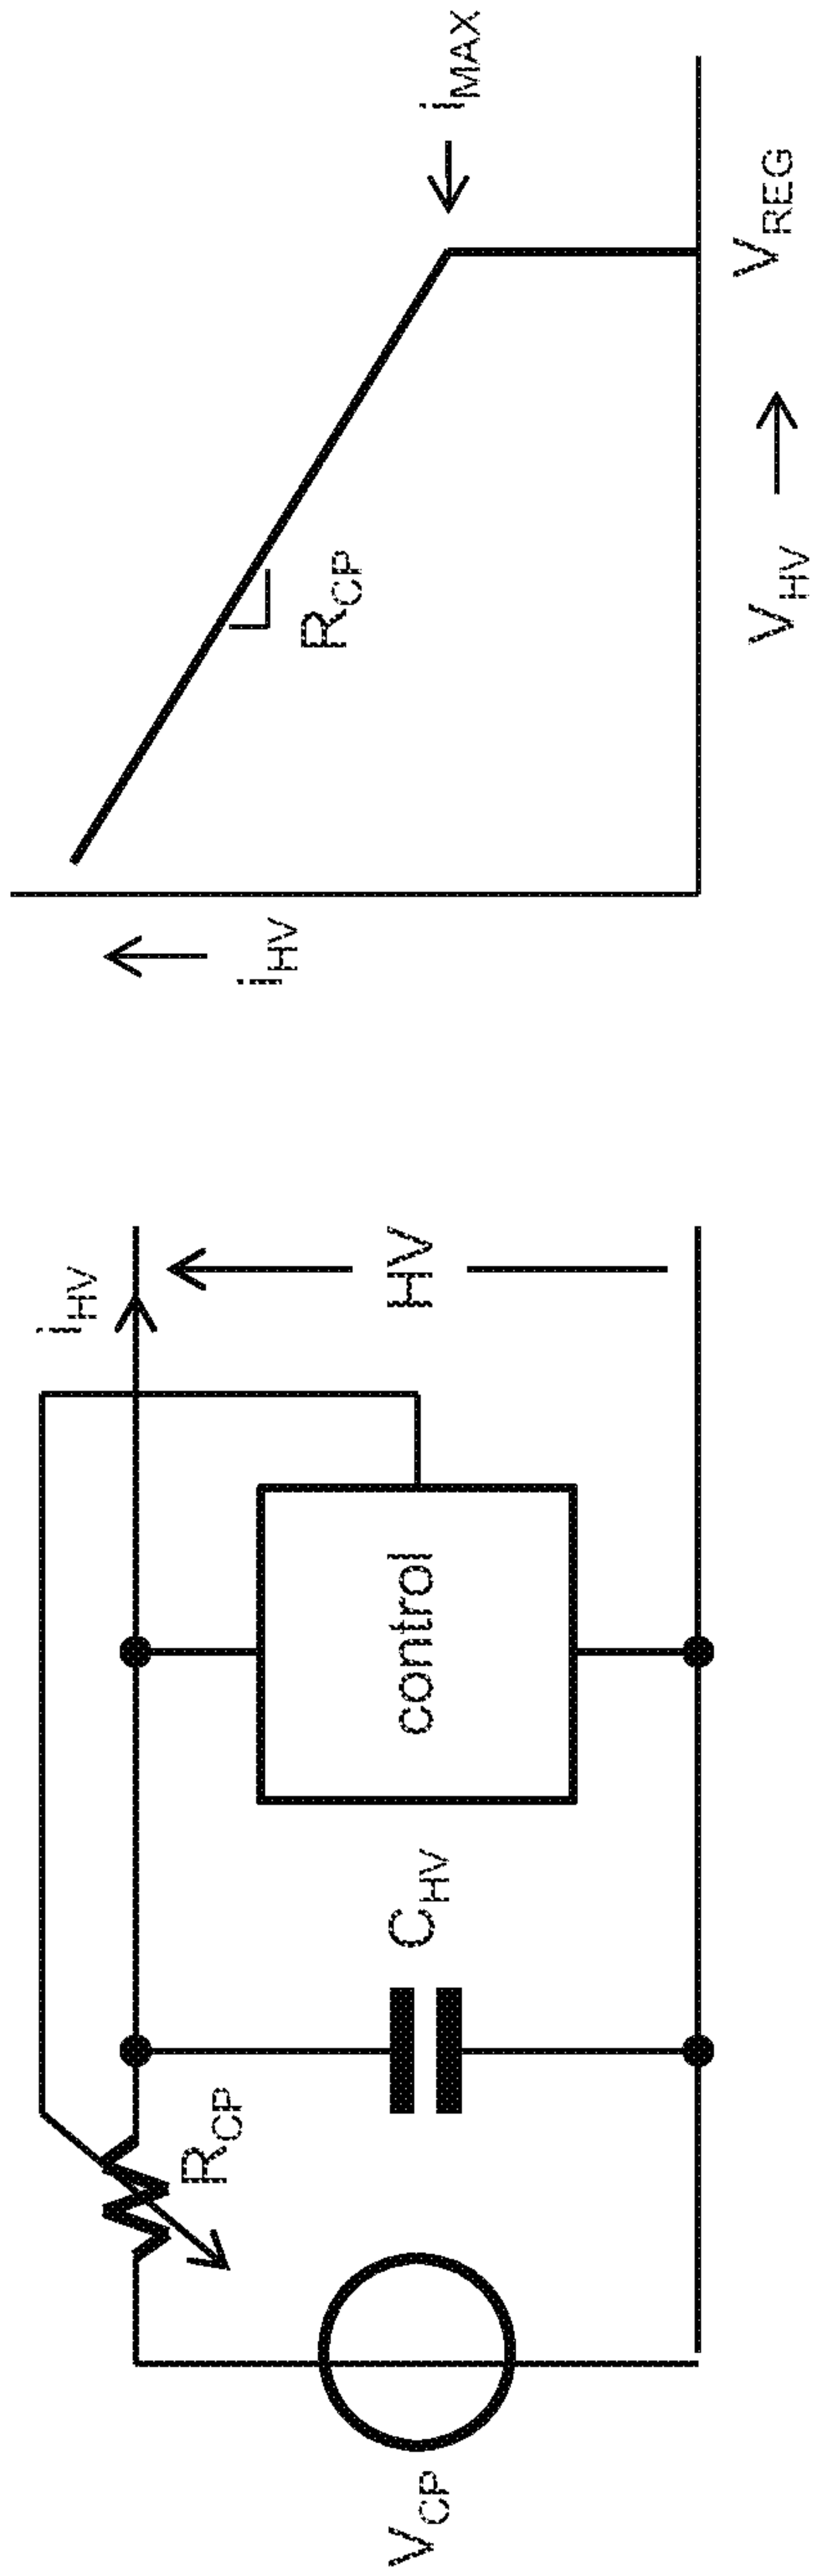 V_CP
R_CP
C_HV
control
i_HV
HV
i_HV
R_CP
i_MAX
V_HV
V_REG